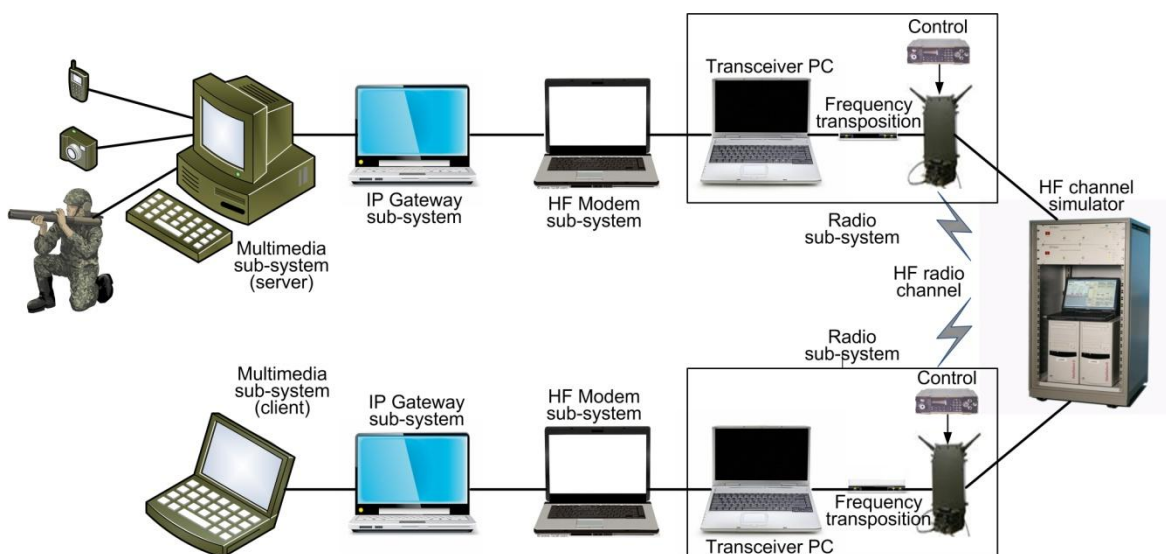 Control
Transceiver PC
Frequency
transposition
IP Gateway
sub-system
HF Modem
sub-system
HF channel
simulator
Multimedia
sub-system
(server)
Radio
sub-system
HF radio
channel
Radio
sub-system
Multimedia
sub-system
(client)
IP Gateway
sub-system
HF Modem
sub-system
Control
Frequency
transposition
Transceiver PC